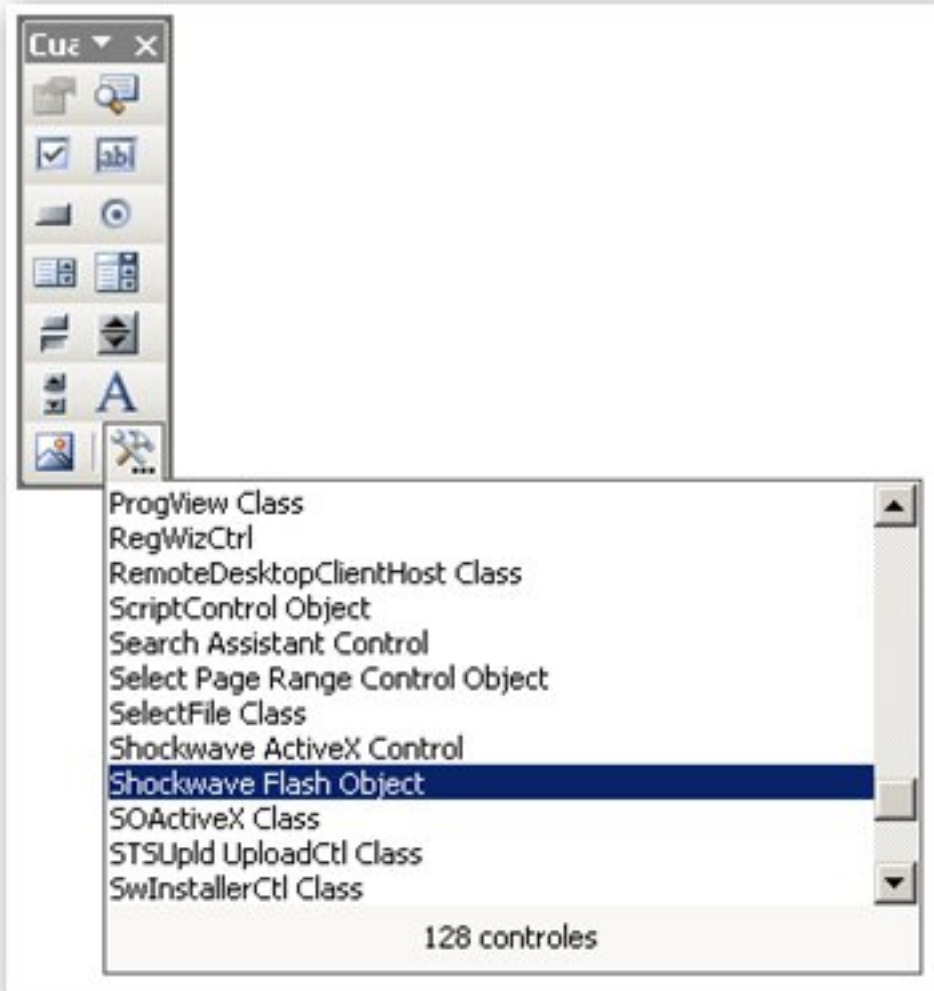 Cua
abl
A
ProgView Class
RegWizCtrl
RemoteDesktopClientHost Class
ScriptControl Object
Search Assistant Control
Select Page Range Control Object
SelectFile Class
Shockwave ActiveX Control
Shockwave Flash Object
SOActiveX Class
STSUpld UploadCtl Class
SwInstallerCtl Class
128 controles